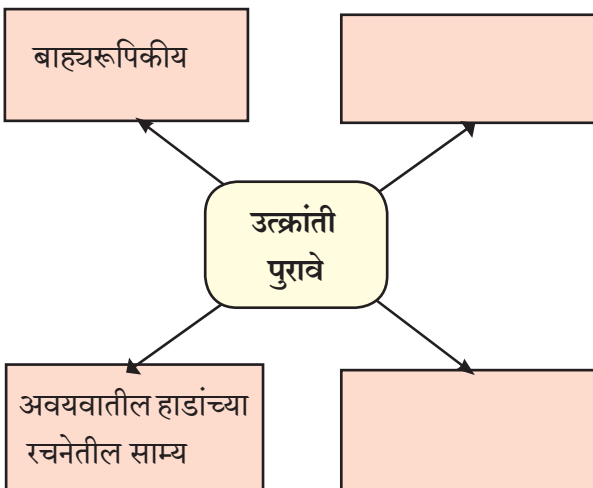 बाह्यरूपिकीय
उत्क्रांती
पुरावे
अवयवातील हाडांच्या
रचनेतील साम्य